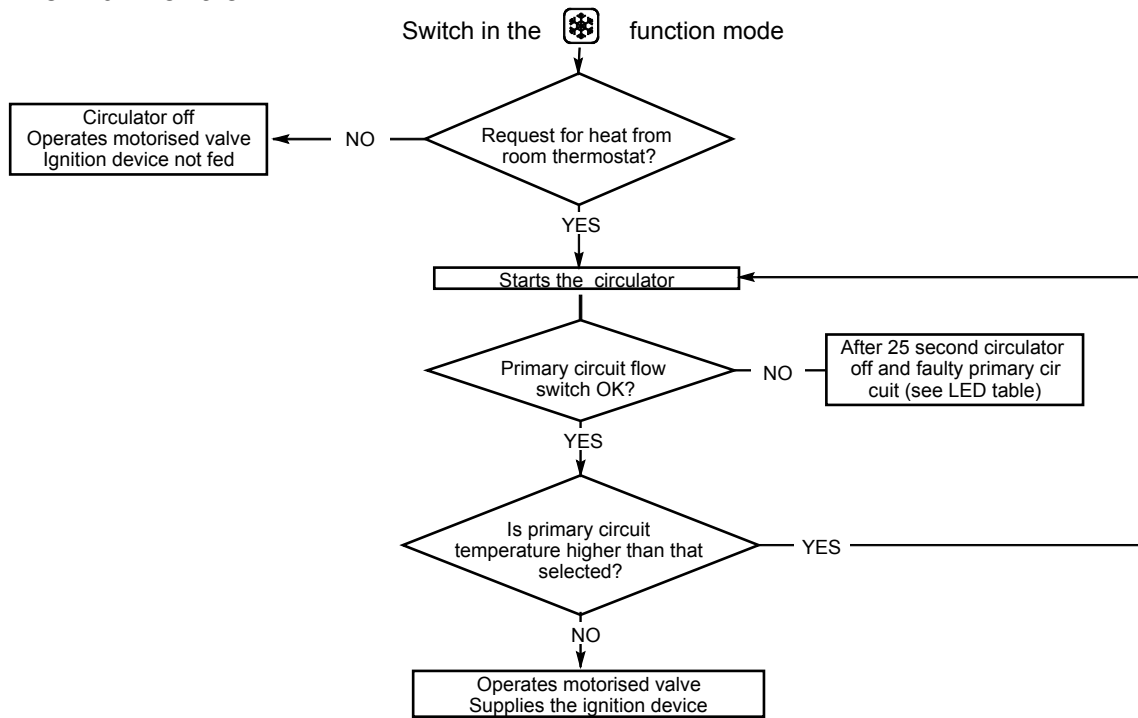 Switch in the function mode
Request for heat from
room thermostat?
NO
Circulator off
Operates motorised valve
Ignition device not fed
YES
Starts the circulator
Primary circuit flow
switch OK?
NO
After 25 second circulator
off and faulty primary cir
cuit (see LED table)
YES
Is primary circuit
temperature higher than that
selected?
YES
NO
Operates motorised valve
Supplies the ignition device